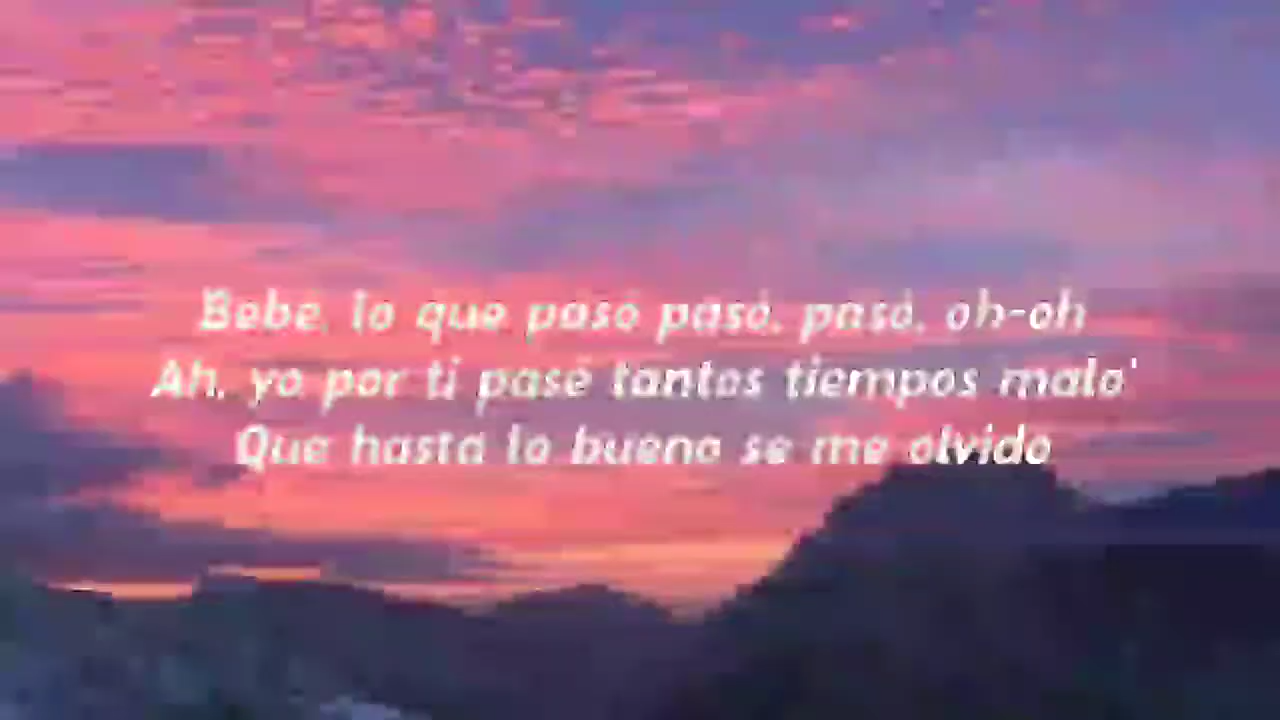 Bebé, lo que pasó pasó, pasó, oh-oh
Ah, yo por ti pasé tantos tiempos malo'
Que hasta lo bueno se me olvido